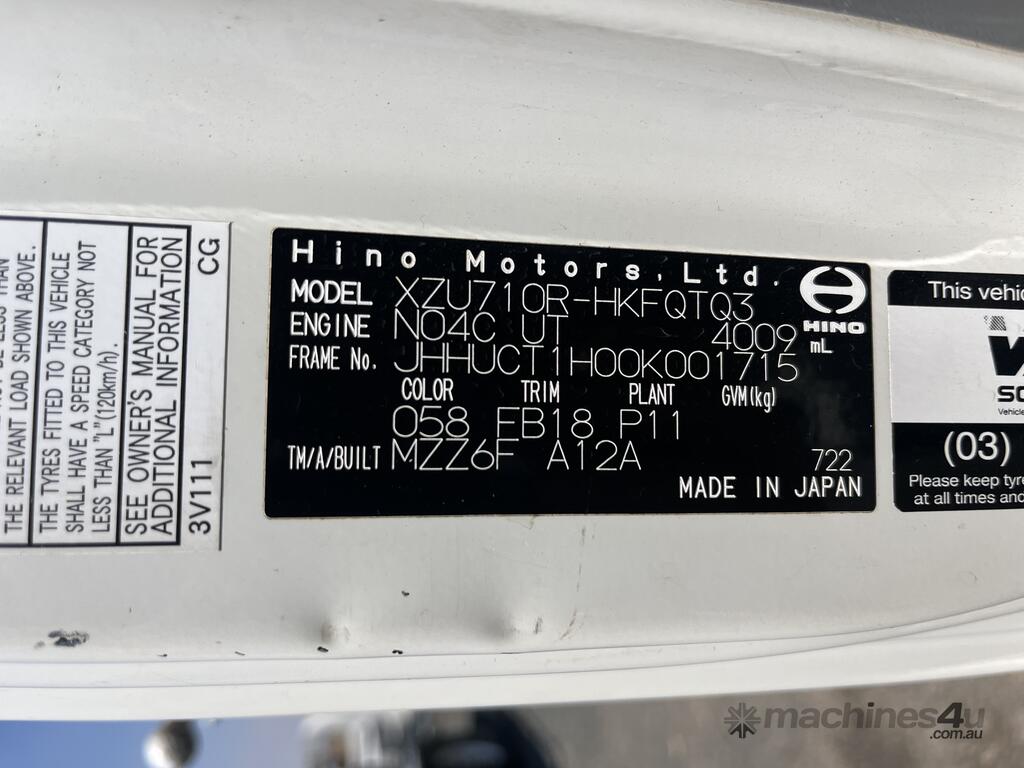 THE RELEVANT LOAD SHOWN ABOVE.
THE TYRES FITTED TO THIS VEHICLE
SHALL HAVE A SPEED CATEGORY NOT
LESS THAN "L" (120km/h).
SEE OWNER'S MANUAL FOR
ADDITIONAL INFORMATION
3V111 CG
Hino Motors,Ltd.
MODEL XZU710R-HKFQTQ3
ENGINE N04C UT 4009 mL
FRAME No. JHHUCT1H00K001715
COLOR TRIM PLANT GVM(kg)
058 FB18 P11
TM/A/BUILT MZZ6F A12A 722
MADE IN JAPAN
HINO
This
(03)
Please keep
at all times and
machines4u
.com.au